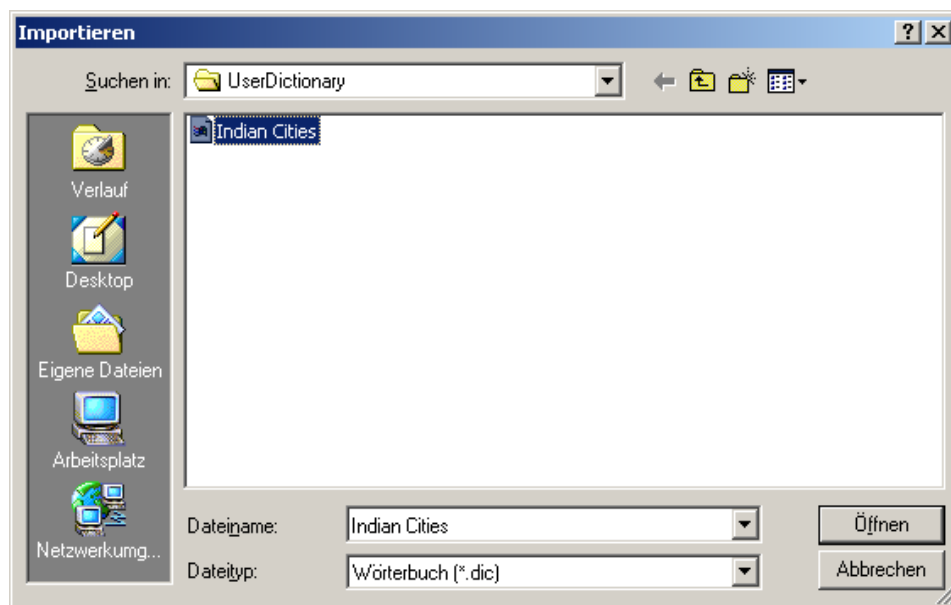 Importieren
Suchen in: UserDictionary
Indian Cities
Verlauf
Desktop
Eigene Dateien
Arbeitsplatz
Netzwerkumg...
Dateiname: Indian Cities Öffnen
Dateityp: Wörterbuch (*.dic) Abbrechen